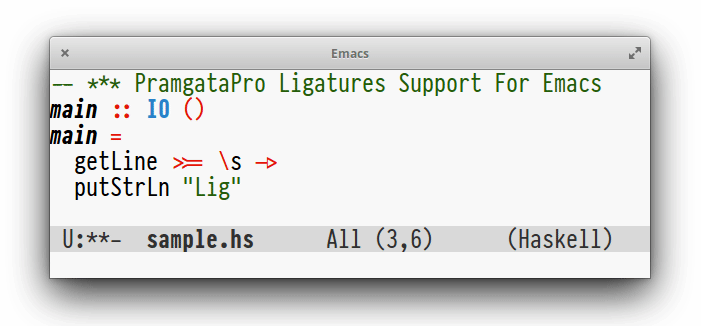 Emacs
-- *** PramgataPro Ligatures Support For Emacs
main :: IO ()
main =
  getLine >>= \s ->
  putStrLn "Lig"
U:**-  sample.hs      All (3,6)      (Haskell)